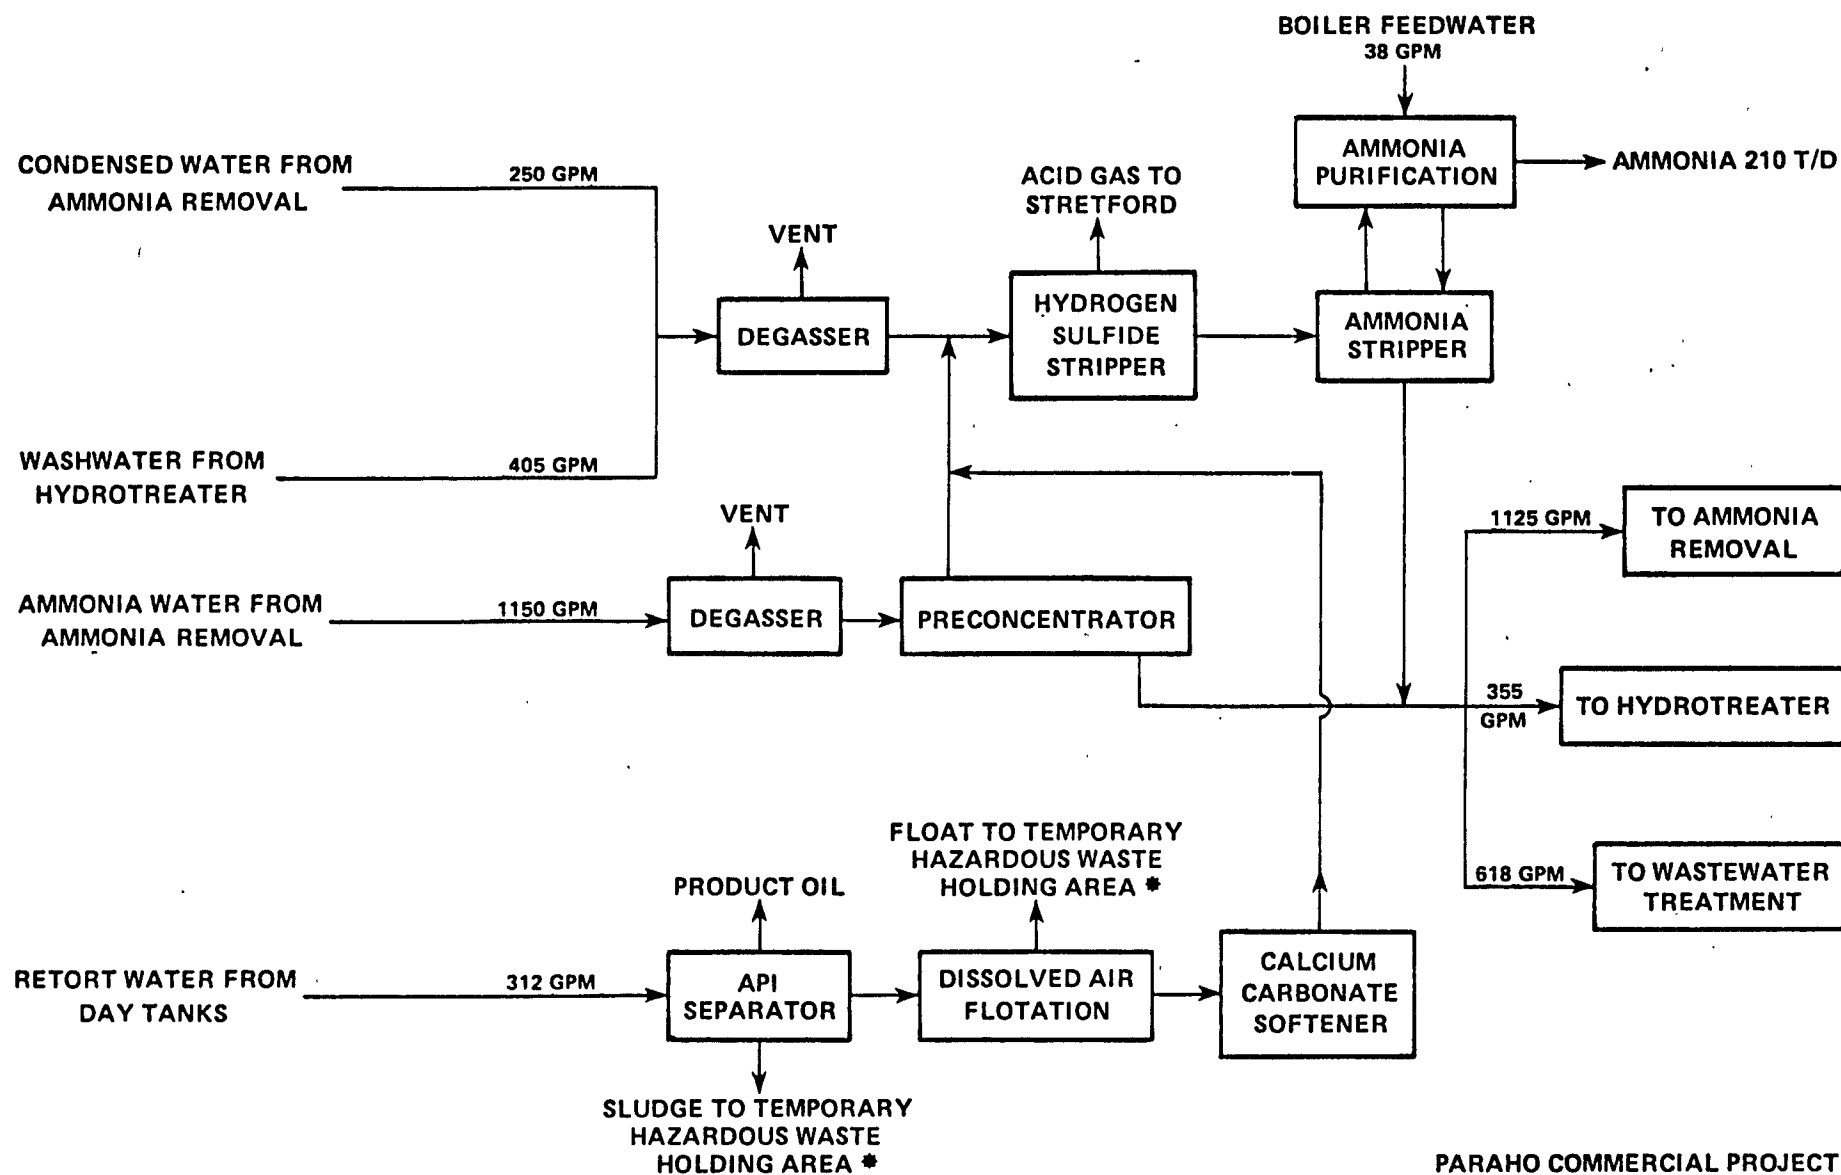 BOILER FEEDWATER
38 GPM
AMMONIA
PURIFICATION
AMMONIA 210 T/D
CONDENSED WATER FROM
AMMONIA REMOVAL
250 GPM
ACID GAS TO
STRETFORD
VENT
DEGASSER
HYDROGEN
SULFIDE
STRIPPER
AMMONIA
STRIPPER
WASHWATER FROM
HYDROTREATER
405 GPM
VENT
1125 GPM
TO AMMONIA
REMOVAL
AMMONIA WATER FROM
AMMONIA REMOVAL
1150 GPM
DEGASSER
PRECONCENTRATOR
355
GPM
TO HYDROTREATER
FLOAT TO TEMPORARY
HAZARDOUS WASTE
HOLDING AREA *
PRODUCT OIL
618 GPM
TO WASTEWATER
TREATMENT
RETORT WATER FROM
DAY TANKS
312 GPM
API
SEPARATOR
DISSOLVED AIR
FLOTATION
CALCIUM
CARBONATE
SOFTENER
SLUDGE TO TEMPORARY
HAZARDOUS WASTE
HOLDING AREA *
PARAHO COMMERCIAL PROJECT